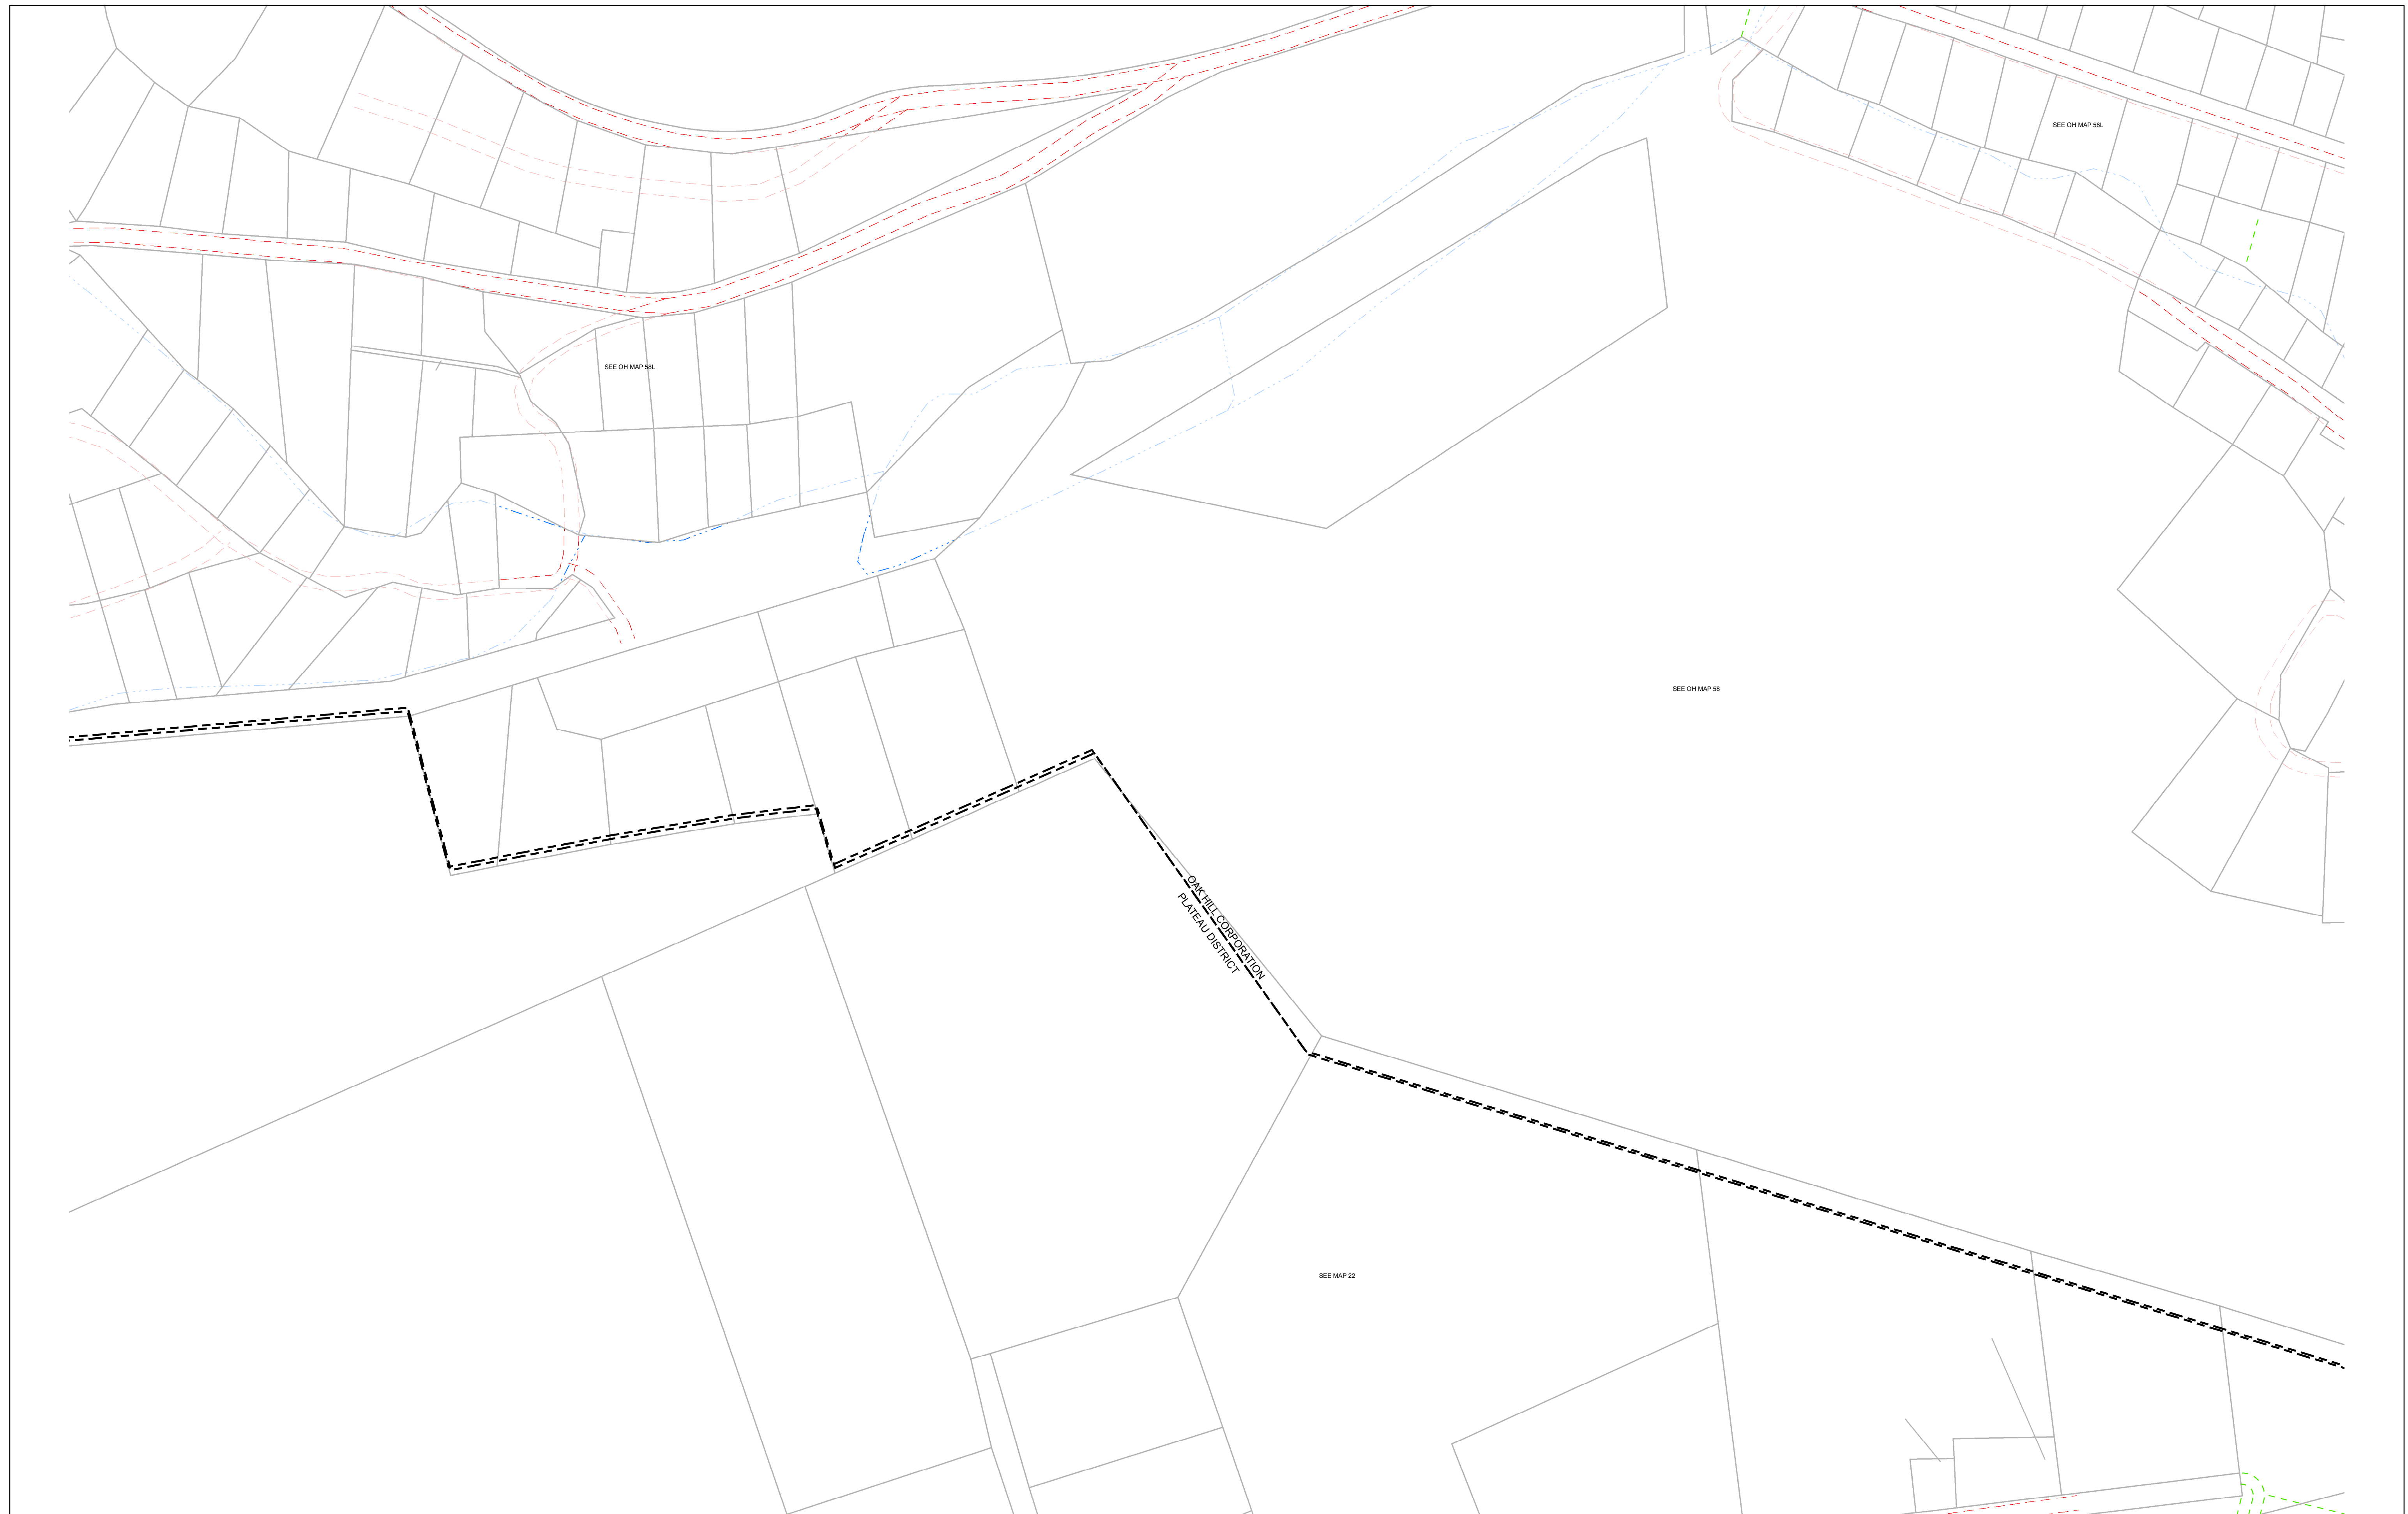 SEE OH MAP 58L
SEE OH MAP 58L
SEE OH MAP 58
OAK HILL CORPORATION
PLATEAU DISTRICT
SEE MAP 22